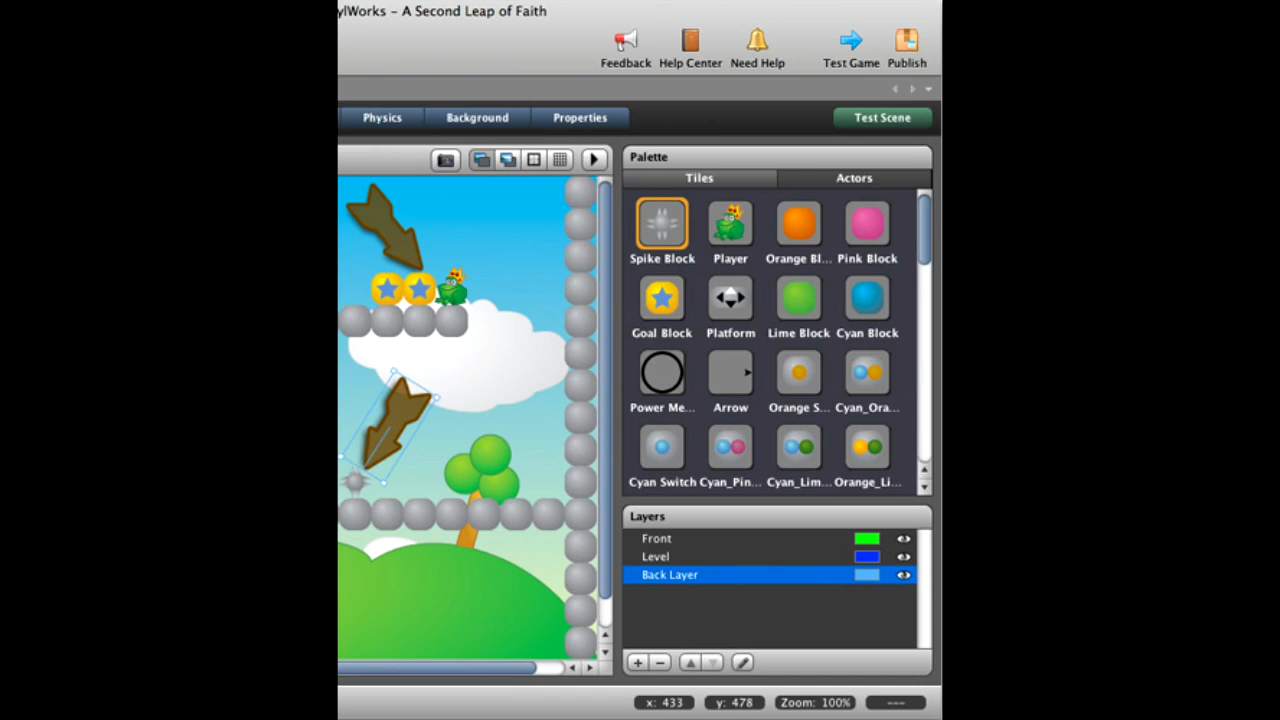 ylWorks - A Second Leap of Faith
Feedback Help Center Need Help Test Game Publish
Physics Background Properties Test Scene
Palette
Tiles Actors
Spike Block Player Orange Bl... Pink Block
Goal Block Platform Lime Block Cyan Block
Power Me... Arrow Orange S... Cyan_Ora...
Cyan Switch Cyan_Pin... Cyan_Lim... Orange_Li...
Layers
Front
Level
Back Layer
x: 433 y: 478 Zoom: 100% ---